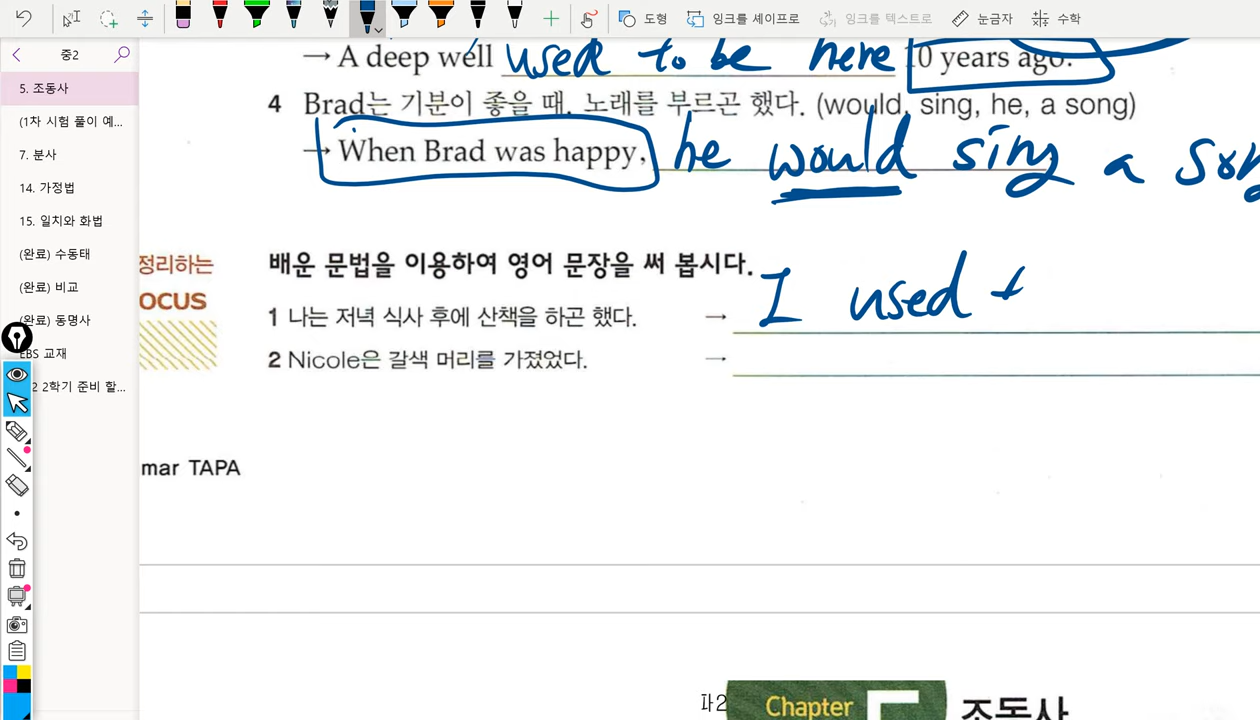 도형
잉크를 셰이프로
잉크를 텍스트로
눈금자
수학
중2
5. 조동사
(1차 시험 풀이 예...
7. 분사
14. 가정법
15. 일치와 화법
(완료) 수동태
(완료) 비교
(완료) 동명사
EBS 교재
2 2학기 준비 할...
→ A deep well used to be here 10 years ago.
4 Brad는 기분이 좋을 때, 노래를 부르곤 했다. (would, sing, he, a song)
→ When Brad was happy, he would sing a son
정리하는
OCUS
배운 문법을 이용하여 영어 문장을 써 봅시다.
1 나는 저녁 식사 후에 산책을 하곤 했다. → I used t
2 Nicole은 갈색 머리를 가졌었다. →
mar TAPA
Chapter
조동사